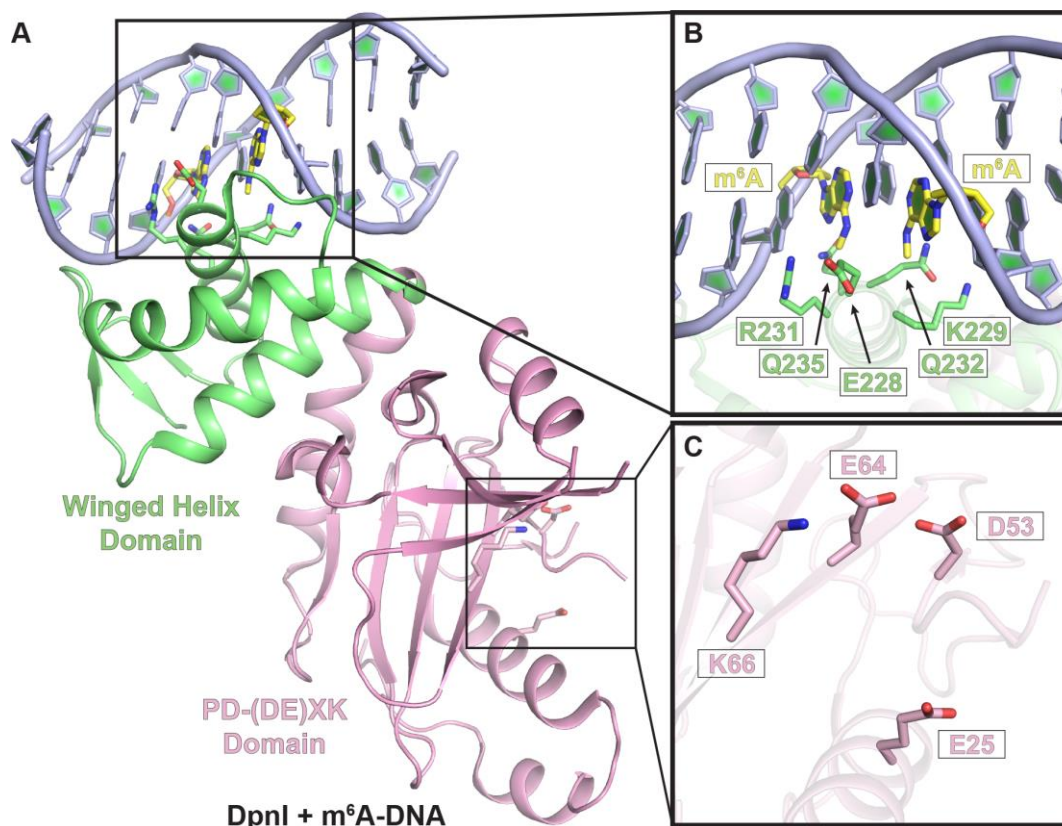 A
Winged Helix
Domain
PD-(DE)XK
Domain
DpnI + m⁶A-DNA
B
m⁶A
m⁶A
R231
K229
Q235
Q232
E228
C
E64
D53
K66
E25